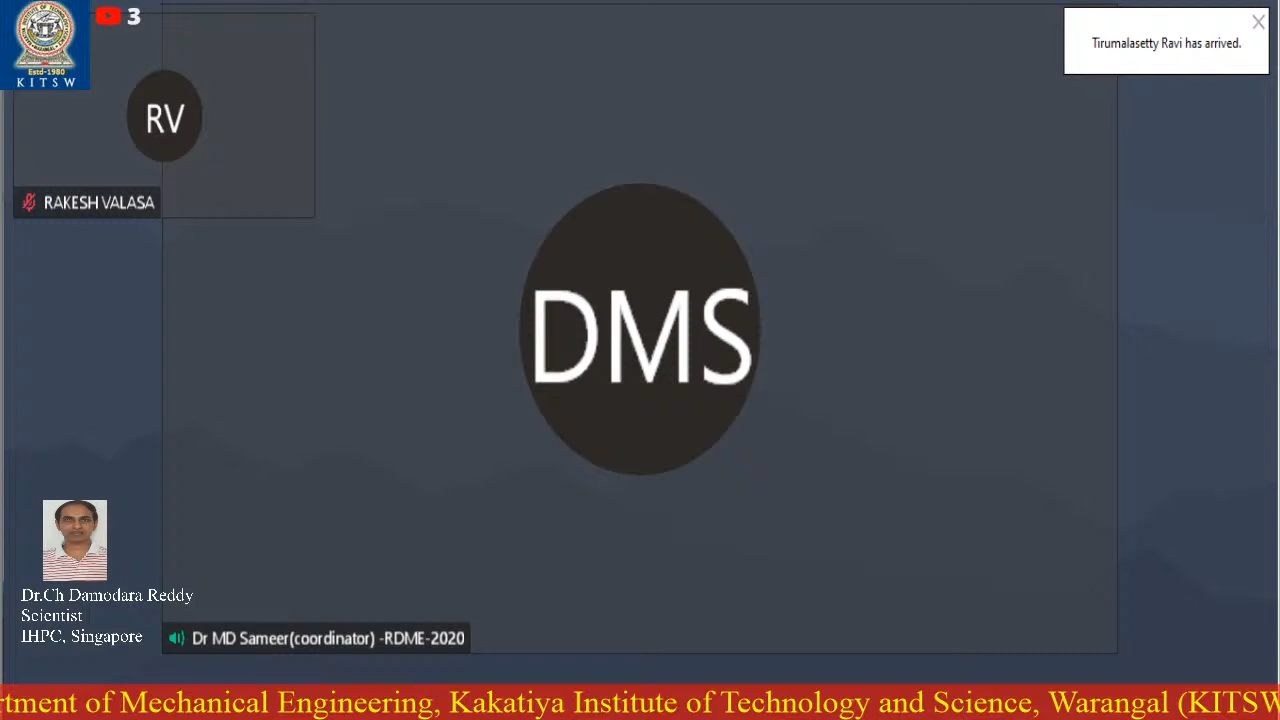 Estd-1980
K I T S W
3
Tirumalasetty Ravi has arrived.
RV
RAKESH VALASA
DMS
Dr.Ch Damodara Reddy
Scientist
IHPC, Singapore
Dr MD Sameer(coordinator) -RDME-2020
rtment of Mechanical Engineering, Kakatiya Institute of Technology and Science, Warangal (KITSW